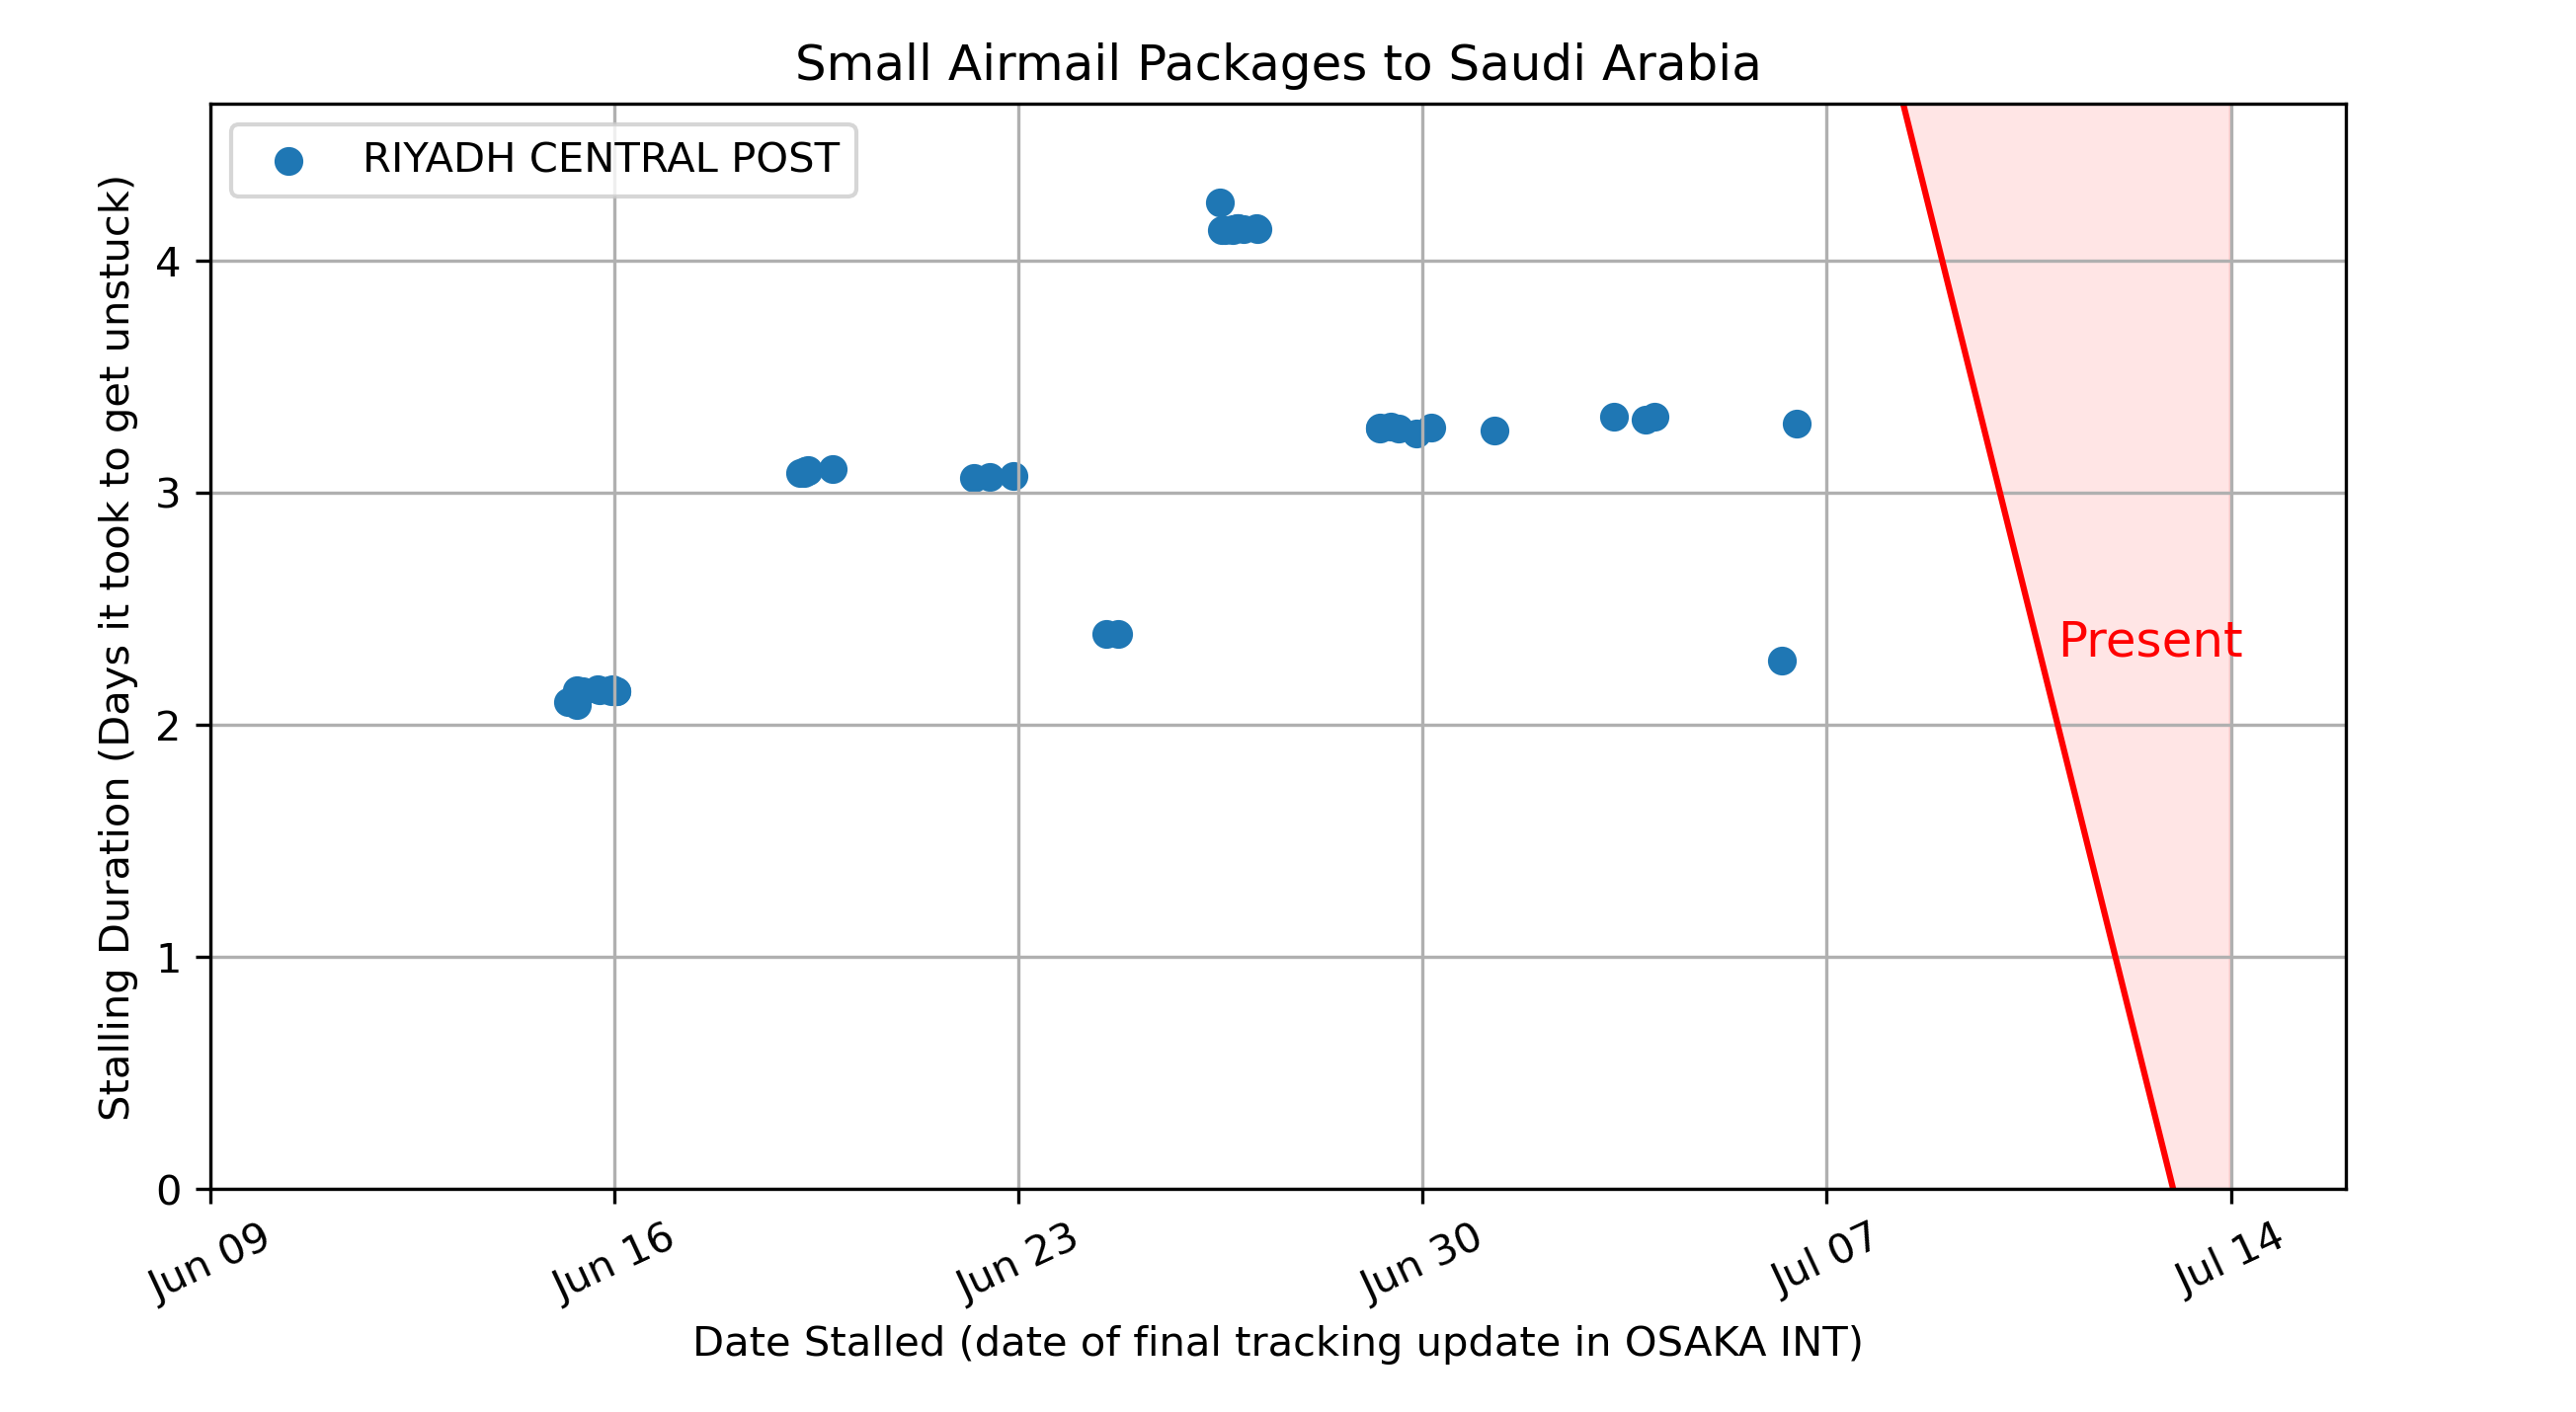 Small Airmail Packages to Saudi Arabia
RIYADH CENTRAL POST
Stalling Duration (Days it took to get unstuck)
4
3
2
1
0
Present
Jun 09
Jun 16
Jun 23
Jun 30
Jul 07
Jul 14
Date Stalled (date of final tracking update in OSAKA INT)